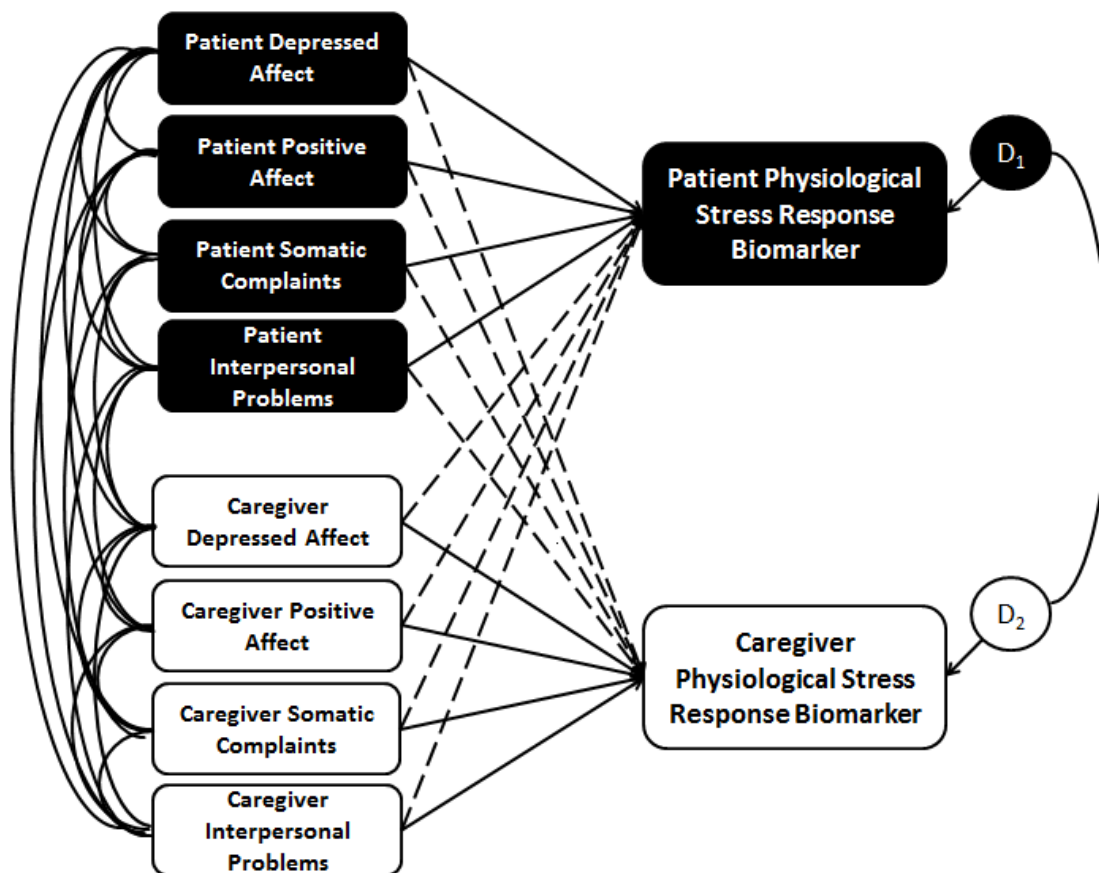 Patient Depressed
Affect
Patient Positive
Affect
Patient Somatic
Complaints
Patient
Interpersonal
Problems
Caregiver
Depressed Affect
Caregiver Positive
Affect
Caregiver Somatic
Complaints
Caregiver
Interpersonal
Problems
Patient Physiological
Stress Response
Biomarker
D1
Caregiver
Physiological Stress
Response Biomarker
D2